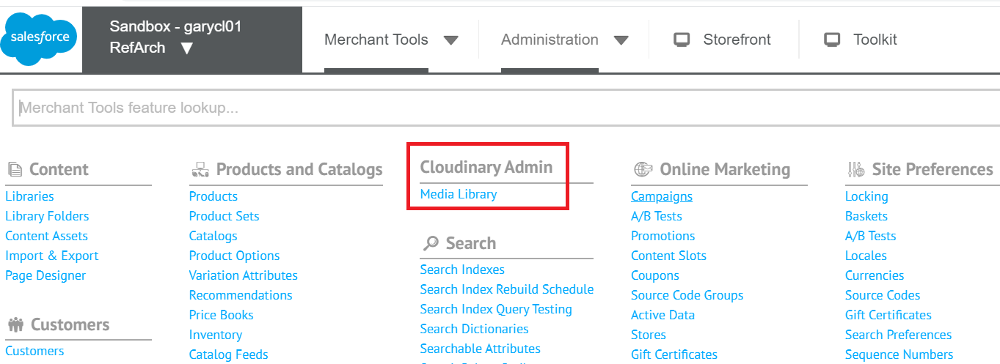 salesforce
Sandbox - garycl01
RefArch
Merchant Tools
Administration
Storefront
Toolkit
Merchant Tools feature lookup...
Content
Libraries
Library Folders
Content Assets
Import & Export
Page Designer
Customers
Customers
Products and Catalogs
Products
Product Sets
Catalogs
Product Options
Variation Attributes
Recommendations
Price Books
Inventory
Catalog Feeds
Cloudinary Admin
Media Library
Search
Search Indexes
Search Index Rebuild Schedule
Search Index Query Testing
Search Dictionaries
Searchable Attributes
Online Marketing
Campaigns
A/B Tests
Promotions
Content Slots
Coupons
Source Code Groups
Active Data
Stores
Gift Certificates
Site Preferences
Locking
Baskets
A/B Tests
Locales
Currencies
Source Codes
Gift Certificates
Search Preferences
Sequence Numbers